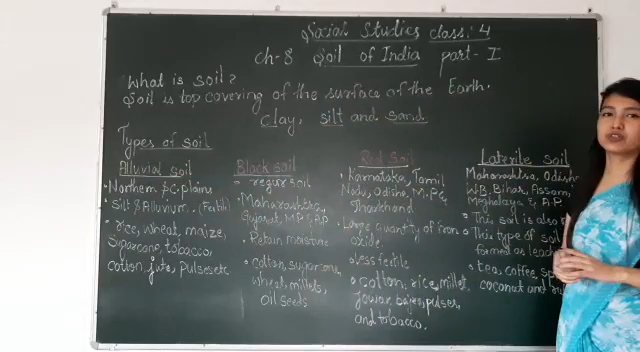 Social Studies class: 4
Ch-8 Soil of India part-I
What is soil?
Soil is top covering of the surface of the Earth.
Clay, silt and sand.
Types of soil
Alluvial soil
Northern & C. plains
Silt & Alluvium.. (Fertile)
rice, wheat, maize,
Sugarcane, tobacco,
cotton, jute, pulses etc
Black soil
regur soil
Maharashtra,
Gujarat, M.P & A.P
Retain moisture
cotton, sugarcane,
wheat, millets,
oil seeds
Red soil
Karnataka, Tamil
Nadu, Odisha, M.P,
Jharkhand
Large quantity of iron
oxide.
less fertile
cotton, rice, millet,
jowar, bajra, pulses,
and tobacco.
Laterite soil
Maharashtra, Odisha
W.B, Bihar, Assam,
Meghalaya & A.P.
This soil is also
This type of soil
formed as
tea, coffee,
coconut and